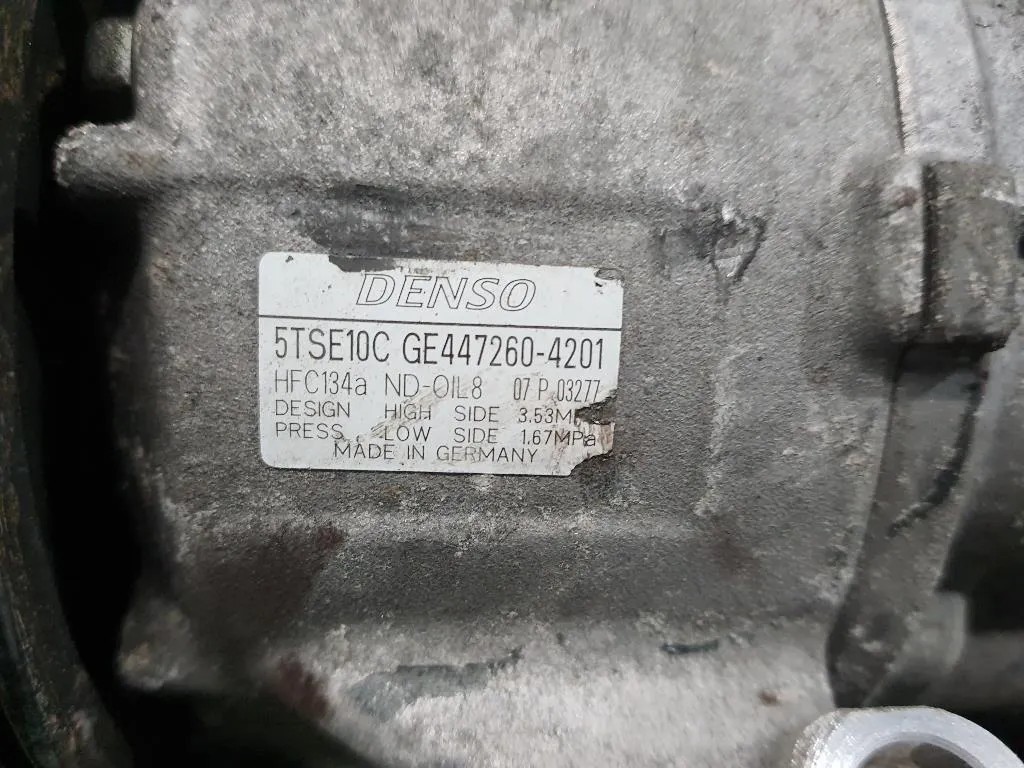 DENSO
5TSE10C GE447260-4201
HFC134a ND-OIL8 07 P 03277
DESIGN HIGH SIDE 3.53MP
PRESS. LOW SIDE 1.67MPa
MADE IN GERMANY